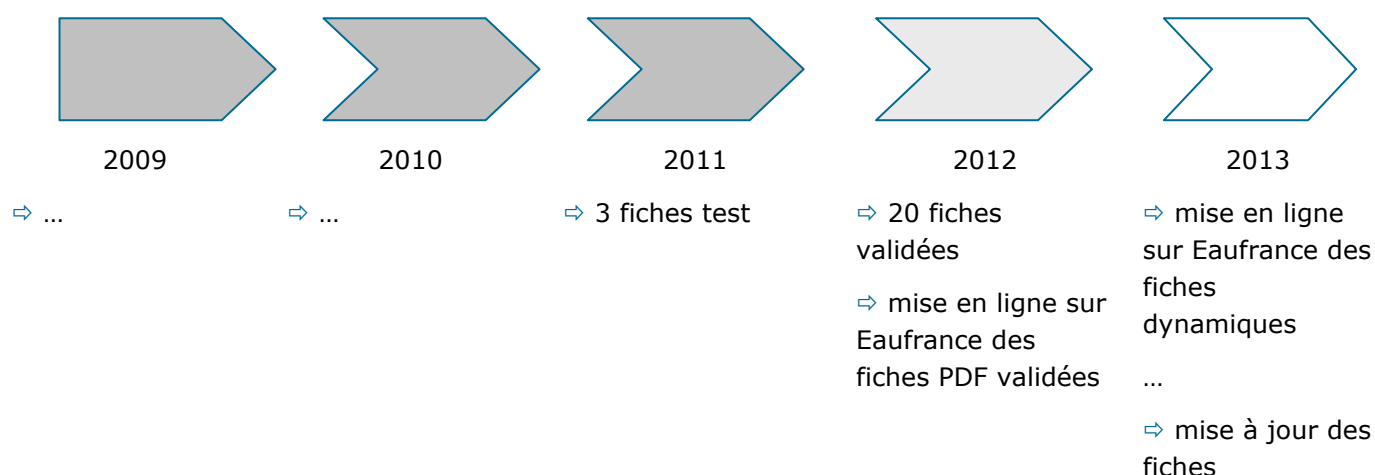 2009
⇨ …
2010
⇨ …
2011
⇨ 3 fiches test
2012
⇨ 20 fiches
validées
⇨ mise en ligne sur
Eaufrance des
fiches PDF validées
2013
⇨ mise en ligne
sur Eaufrance des
fiches
dynamiques
…
⇨ mise à jour des
fiches